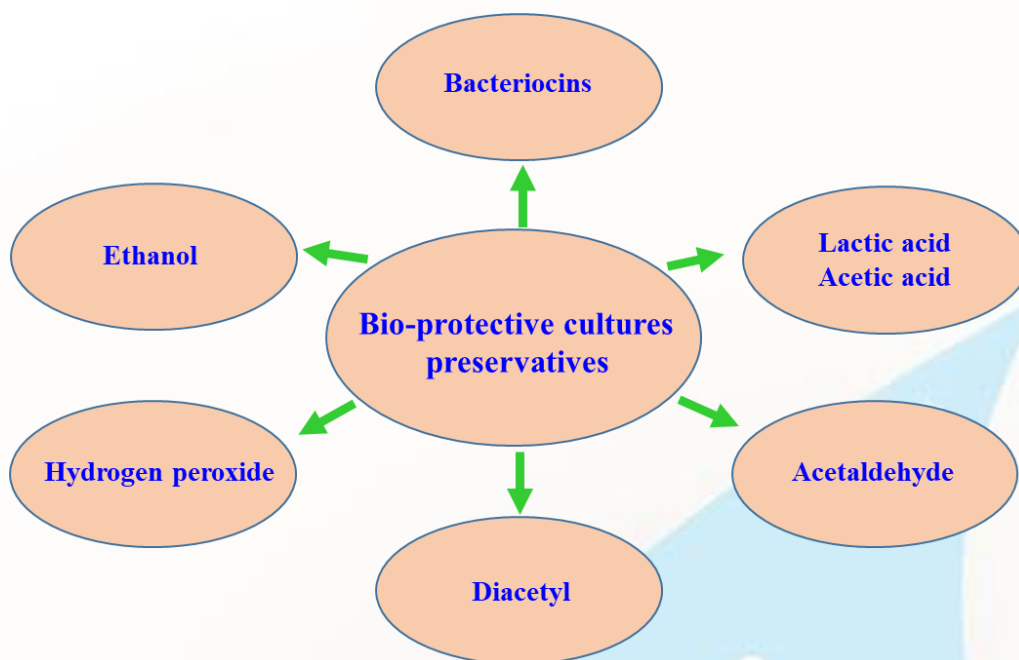 Bacteriocins
Ethanol
Lactic acid
Acetic acid
Bio-protective cultures
preservatives
Hydrogen peroxide
Acetaldehyde
Diacetyl